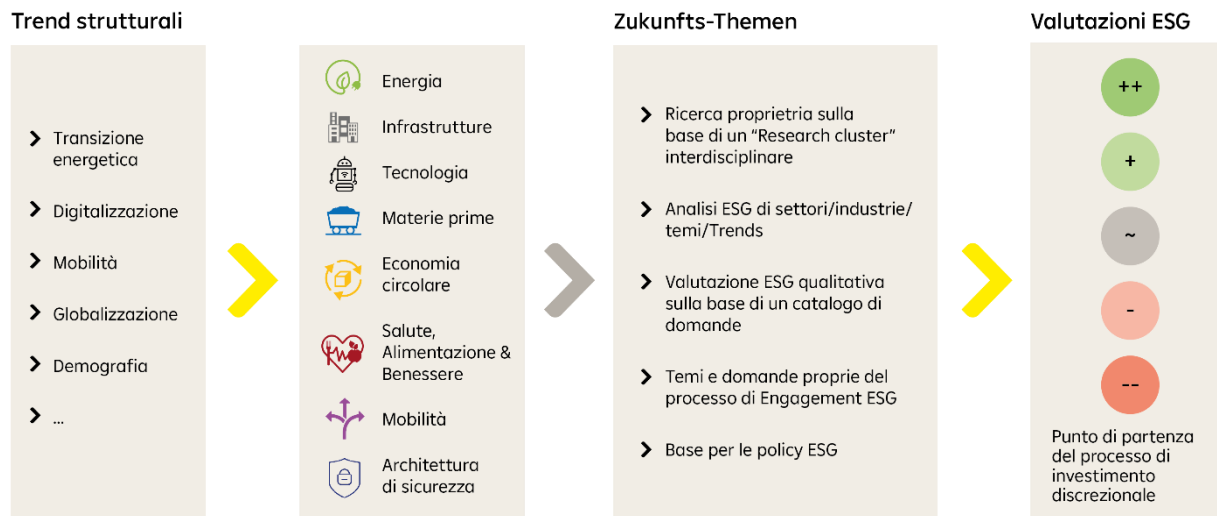 Trend strutturali
Transizione
energetica
Digitalizzazione
Mobilità
Globalizzazione
Demografia
...
Energia
Infrastrutture
Tecnologia
Materie prime
Economia
circolare
Salute,
Alimentazione &
Benessere
Mobilità
Architettura
di sicurezza
Zukunfts-Themen
Ricerca proprietria sulla
base di un “Research cluster”
interdisciplinare
Analisi ESG di settori/industrie/
temi/Trends
Valutazione ESG qualitativa
sulla base di un catalogo di
domande
Temi e domande proprie del
processo di Engagement ESG
Base per le policy ESG
Valutazioni ESG
++
+
~
-
--
Punto di partenza
del processo di
investimento
discrezionale